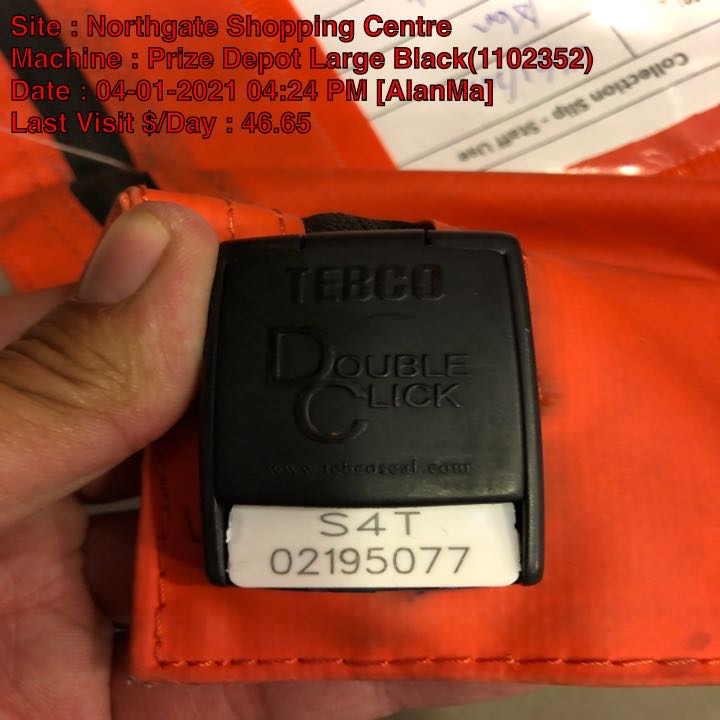 Site : Northgate Shopping Centre
Machine : Prize Depot Large Black(1102352)
Date : 04-01-2021 04:24 PM [AlanMa]
Last Visit $/Day : 46.65
Collection Slip - Staff Use
TEBCO
DOUBLE
CLICK
www.tebcoseal.com
S4T
02195077